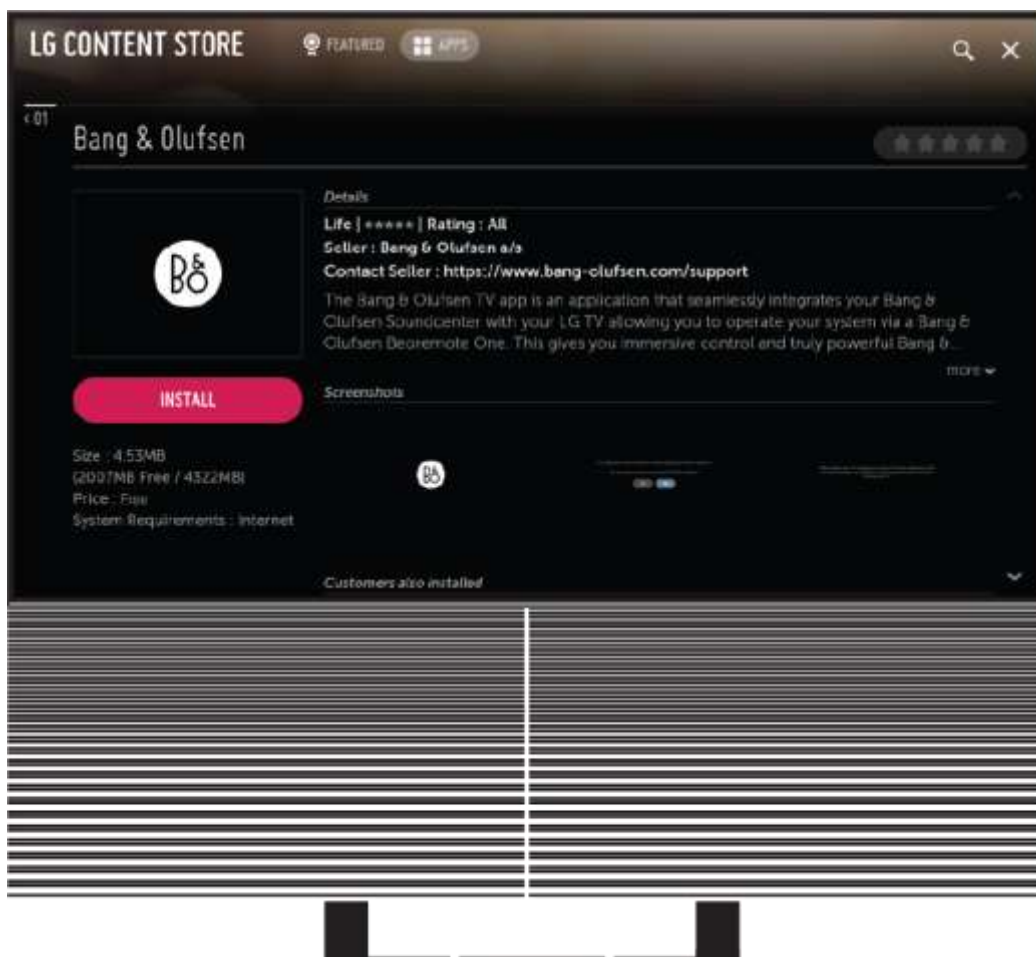 LG CONTENT STORE
FEATURED
APPS
< 01
Bang & Olufsen
Details
Life | ★★★★★ | Rating : All
Seller : Bang & Olufsen a/s
Contact Seller : https://www.bang-olufsen.com/support
The Bang & Olufsen TV app is an application that seamlessly integrates your Bang &
Olufsen Soundcenter with your LG TV allowing you to operate your system via a Bang &
Olufsen Beoremote One. This gives you immersive control and truly powerful Bang &...
more
B&O
INSTALL
Screenshots
Size : 4.53MB
(2007MB Free / 4322MB)
Price : Free
System Requirements : Internet
B&O
Customers also installed